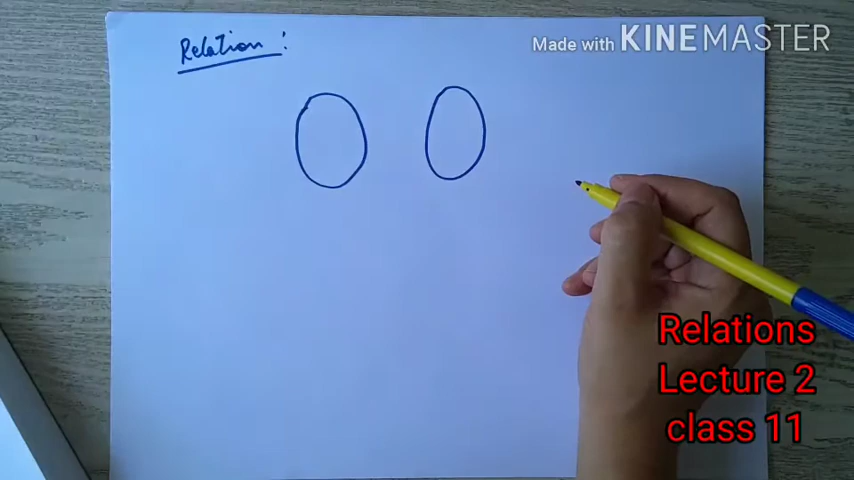 Relation :
Made with KINEMASTER
Relations
Lecture 2
class 11